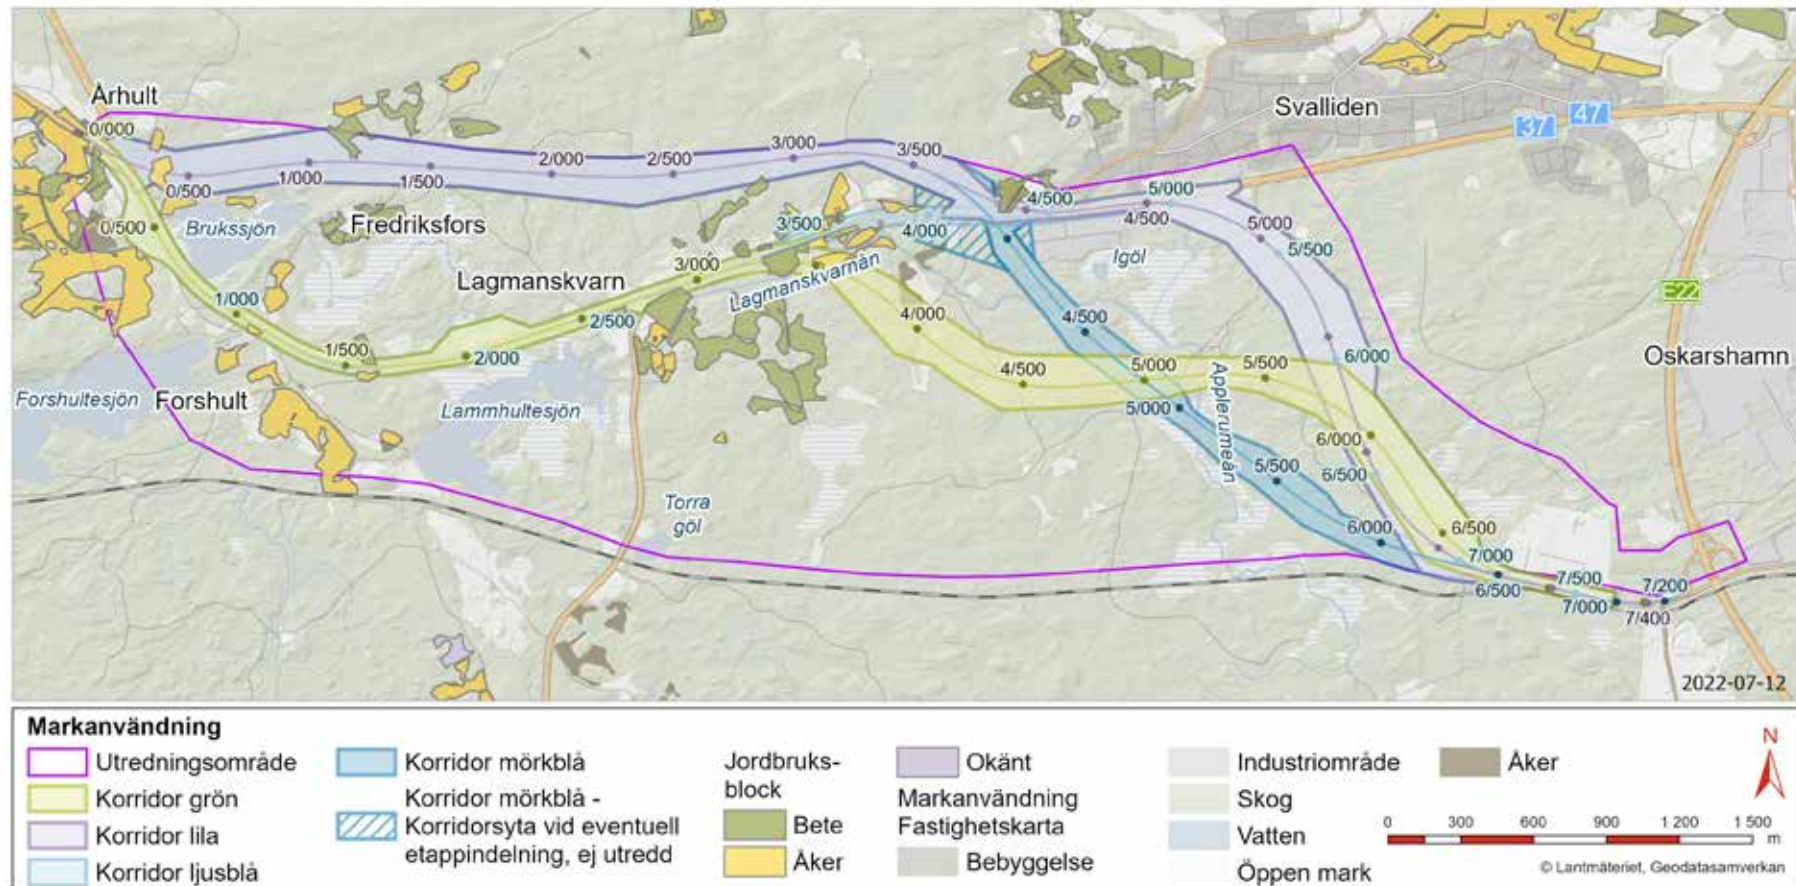 Århult
0/000
Svalliden
37
47
3/000
3/500
2/000
2/500
0/500
1/000
1/500
4/500
5/000
4/500
5/000
5/500
0/500
Brukssjön
Fredriksfors
3/500
4/000
Igöl
Lagmanskvarn
3/000
Lagmanskvarnån
E22
1/000
2/500
4/000
4/500
6/000
Oskarshamn
1/500
2/000
4/500
5/000
5/500
Applerumeån
Forshultesjön
Forshult
Lammhultesjön
5/000
6/000
6/500
5/500
Torra
göl
6/000
6/500
7/000
7/500
7/200
6/500
7/000
7/400
2022-07-12
Markanvändning
Utredningsområde
Korridor grön
Korridor lila
Korridor ljusblå
Korridor mörkblå
Korridor mörkblå -
Korridorsyta vid eventuell
etappindelning, ej utredd
Jordbruks-
block
Bete
Åker
Okänt
Markanvändning
Fastighetskarta
Bebyggelse
Industriområde
Skog
Vatten
Öppen mark
Åker
N
0 300 600 900 1 200 1 500
m
© Lantmäteriet, Geodatasamverkan